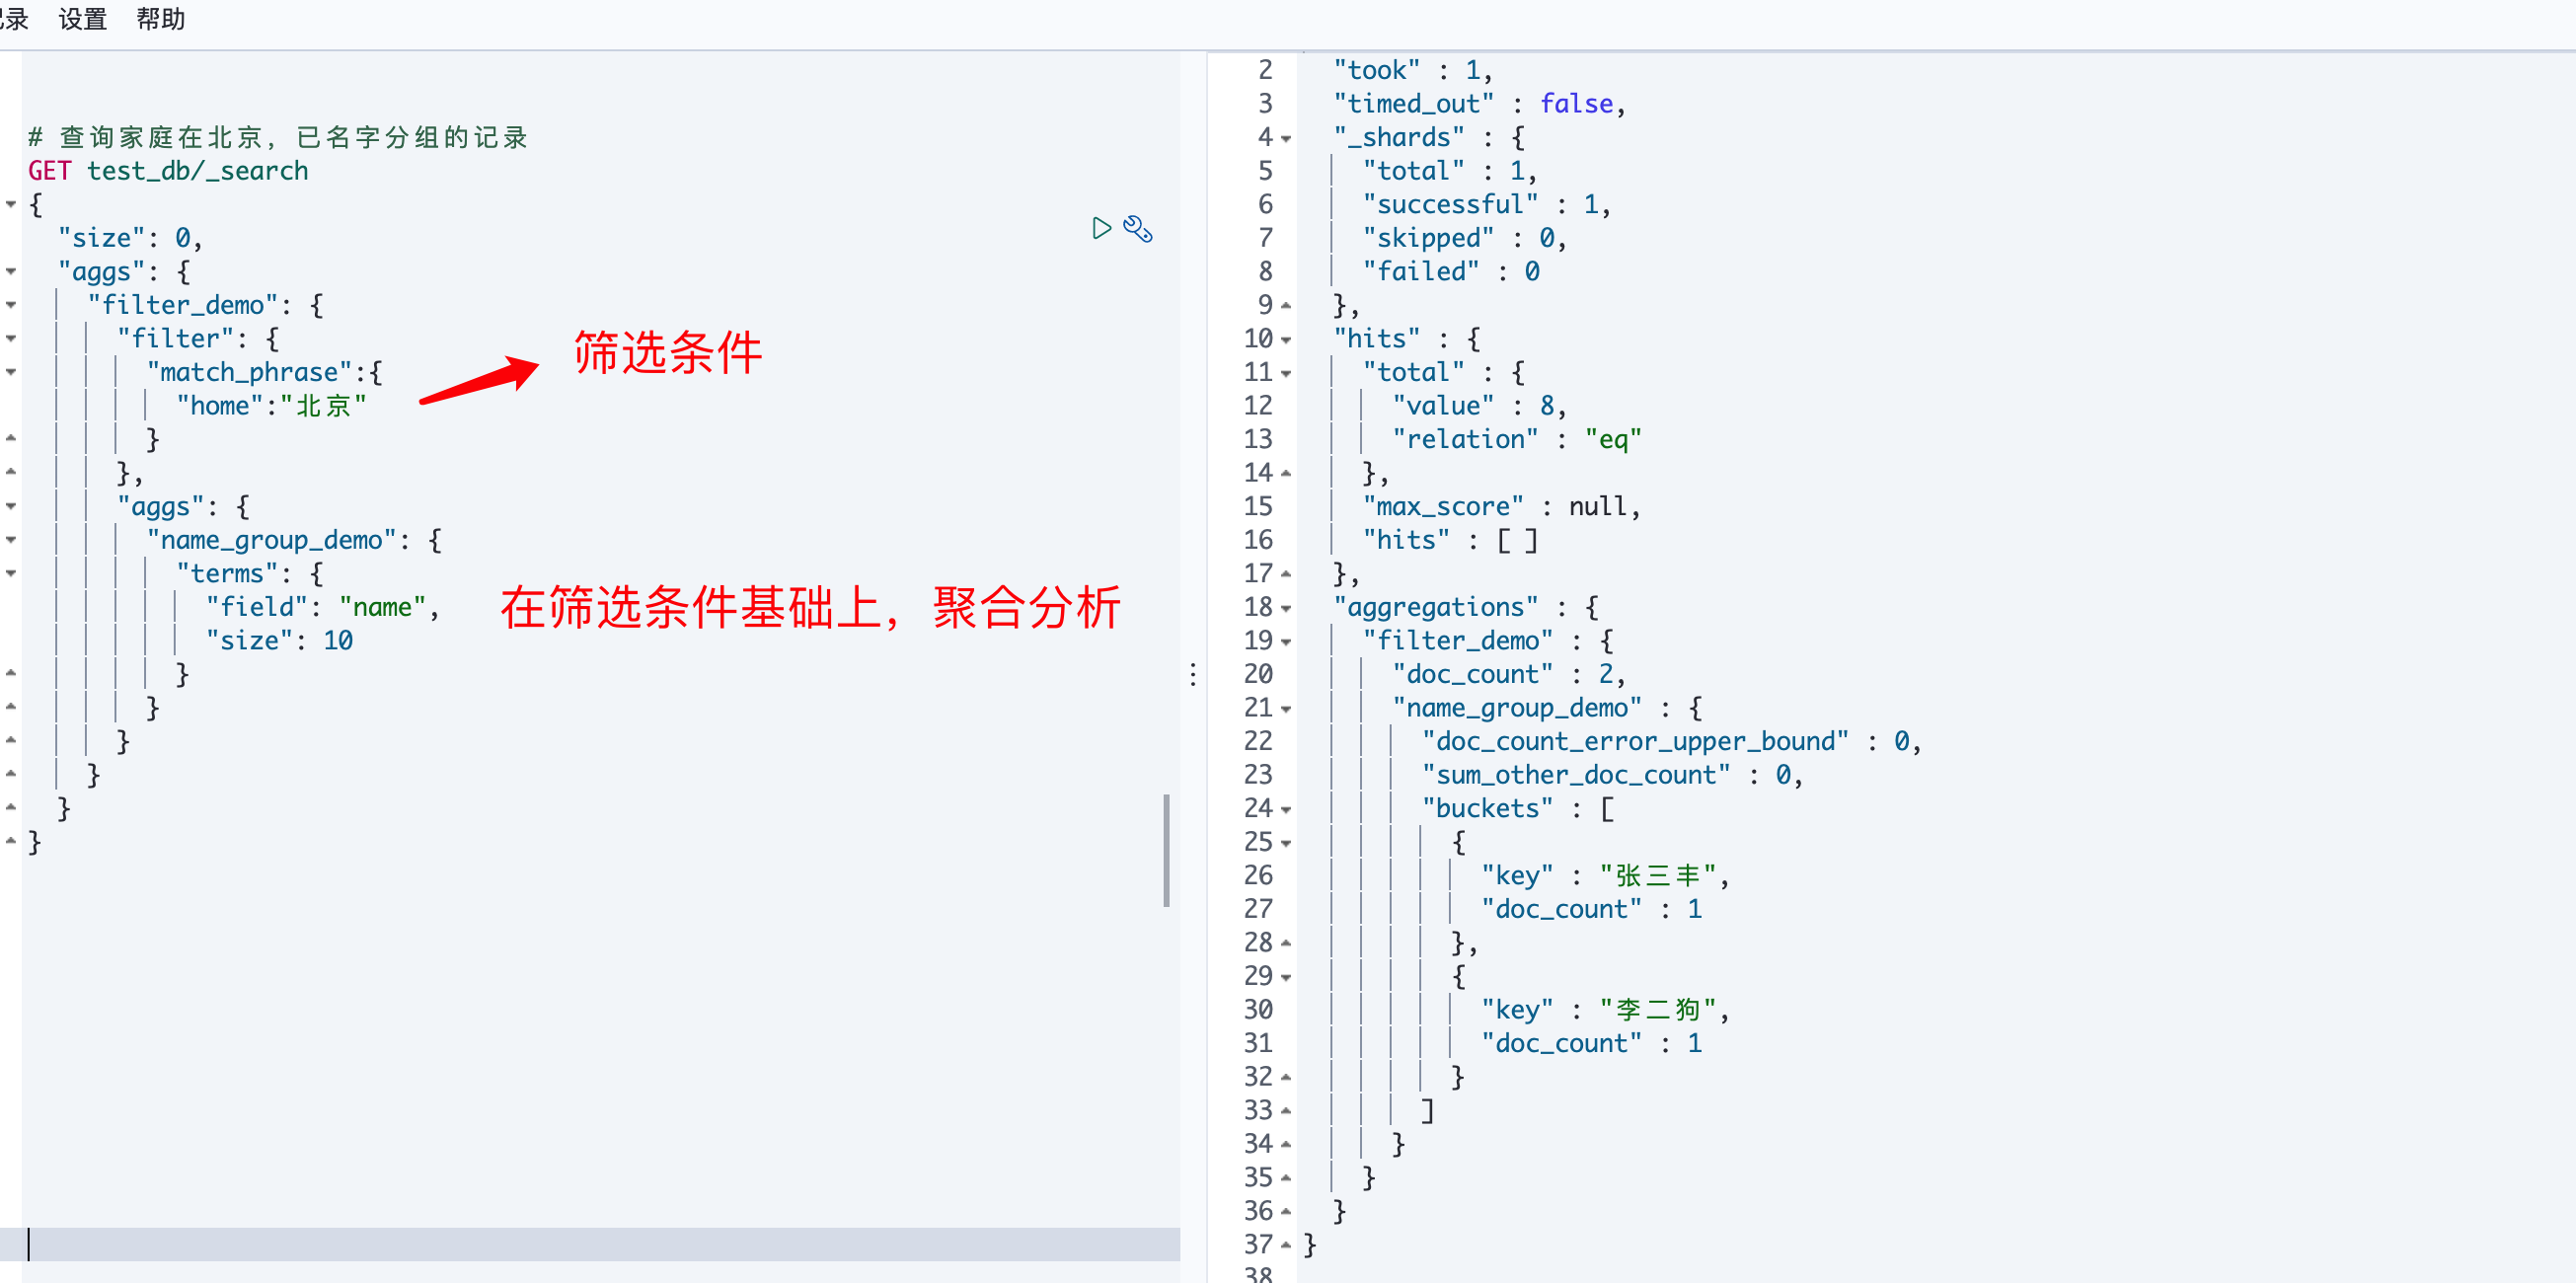 录 设置 帮助
# 查询家庭在北京，已名字分组的记录
GET test_db/_search
{
"size": 0,
"aggs": {
"filter_demo": {
"filter": {
"match_phrase":{
"home":"北京"
}
},
"aggs": {
"name_group_demo": {
"terms": {
"field": "name",
"size": 10
}
}
}
}
}
}
筛选条件
在筛选条件基础上，聚合分析
2 "took" : 1,
3 "timed_out" : false,
4 "_shards" : {
5 "total" : 1,
6 "successful" : 1,
7 "skipped" : 0,
8 "failed" : 0
9 },
10 "hits" : {
11 "total" : {
12 "value" : 8,
13 "relation" : "eq"
14 },
15 "max_score" : null,
16 "hits" : [ ]
17 },
18 "aggregations" : {
19 "filter_demo" : {
20 "doc_count" : 2,
21 "name_group_demo" : {
22 "doc_count_error_upper_bound" : 0,
23 "sum_other_doc_count" : 0,
24 "buckets" : [
25 {
26 "key" : "张三丰",
27 "doc_count" : 1
28 },
29 {
30 "key" : "李二狗",
31 "doc_count" : 1
32 }
33 ]
34 }
35 }
36 }
37 }
38